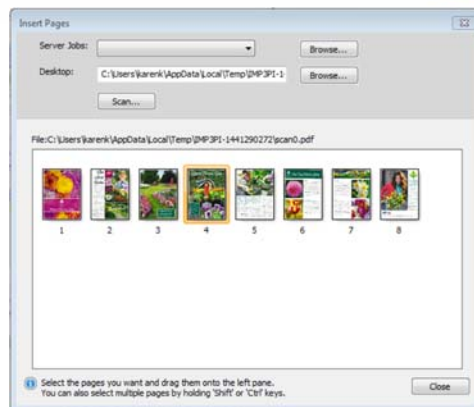 Insert Pages
Server Jobs:
Browse...
Desktop:
C:\Users\karenk\AppData\Local\Temp\IMP3PI-1
Browse...
Scan...
File:C:\Users\karenk\AppData\Local\Temp\IMP3PI-1441290272\scan0.pdf
1 2 3 4 5 6 7 8
Select the pages you want and drag them onto the left pane.
You can also select multiple pages by holding 'Shift' or 'Ctrl' keys.
Close